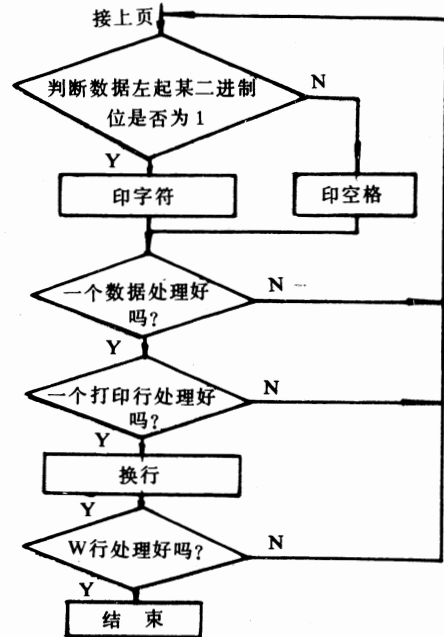 接上页
判断数据左起某二进制
位是否为1
N
Y
印字符
印空格
一个数据处理好
吗?
N
Y
一个打印行处理好
吗?
N
Y
换行
Y
W行处理好吗?
N
Y
结 束